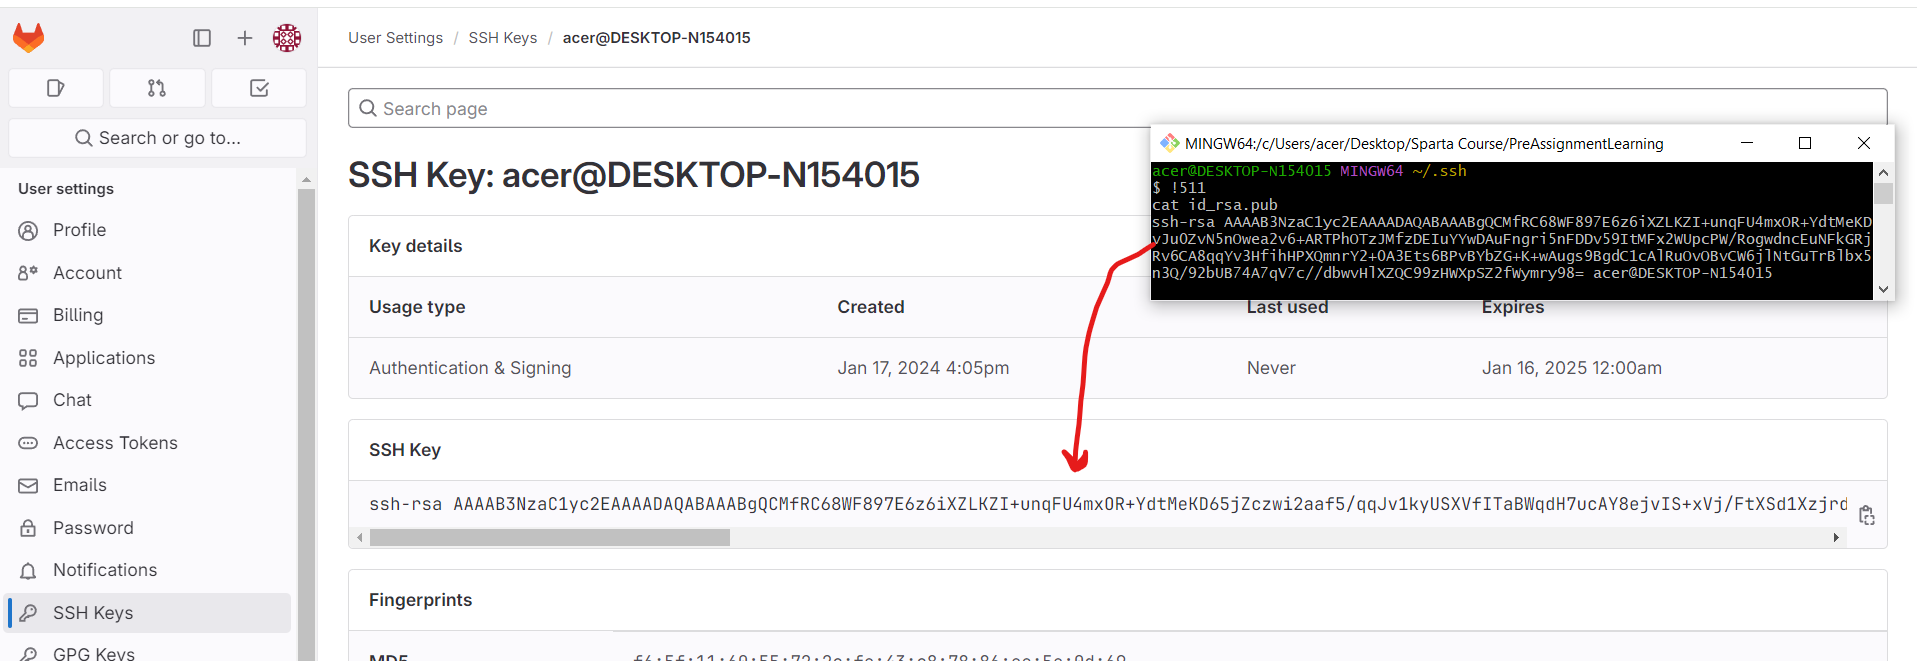 User Settings / SSH Keys / acer@DESKTOP-N154015
Search or go to...
User settings
Profile
Account
Billing
Applications
Chat
Access Tokens
Emails
Password
Notifications
SSH Keys
GPG Keys
Search page
SSH Key: acer@DESKTOP-N154015
Key details
Usage type Created Last used Expires
Authentication & Signing Jan 17, 2024 4:05pm Never Jan 16, 2025 12:00am
SSH Key
ssh-rsa AAAAB3NzaC1yc2EAAAADAQABAAABgQCMfRC68WF897E6z6iXZLKZI+unqFU4mxOR+YdtMeKD65jZczwi2aaf5/qqJv1kyUSXVfITaBWqdH7ucAY8ejvIS+xVj/FtXSd1Xzjrd
Fingerprints
MD5
MINGW64:/c/Users/acer/Desktop/Sparta Course/PreAssignmentLearning
acer@DESKTOP-N154015 MINGW64 ~/.ssh
$ !511
cat id_rsa.pub
ssh-rsa AAAAB3NzaC1yc2EAAAADAQABAAABgQCMfRC68WF897E6z6iXZLKZI+unqFU4mxOR+YdtMeKD
vJuOZvN5nOwea2v6+ARTPhOTzJMfzDEIuYYwDAuFngri5nFDDv59ItMFx2WUpcPW/RogwdncEuNFkGRj
Rv6CA8qqYv3HfihHPXQmnrY2+OA3Ets6BPvBYbZG+K+wAugs9BgdC1cAlRuOvOBvCW6jlNtGuTrBlbx5
n3Q/92bUB74A7qV7c//dbwvHlXZQC99zHWXpSZ2fWymry98= acer@DESKTOP-N154015